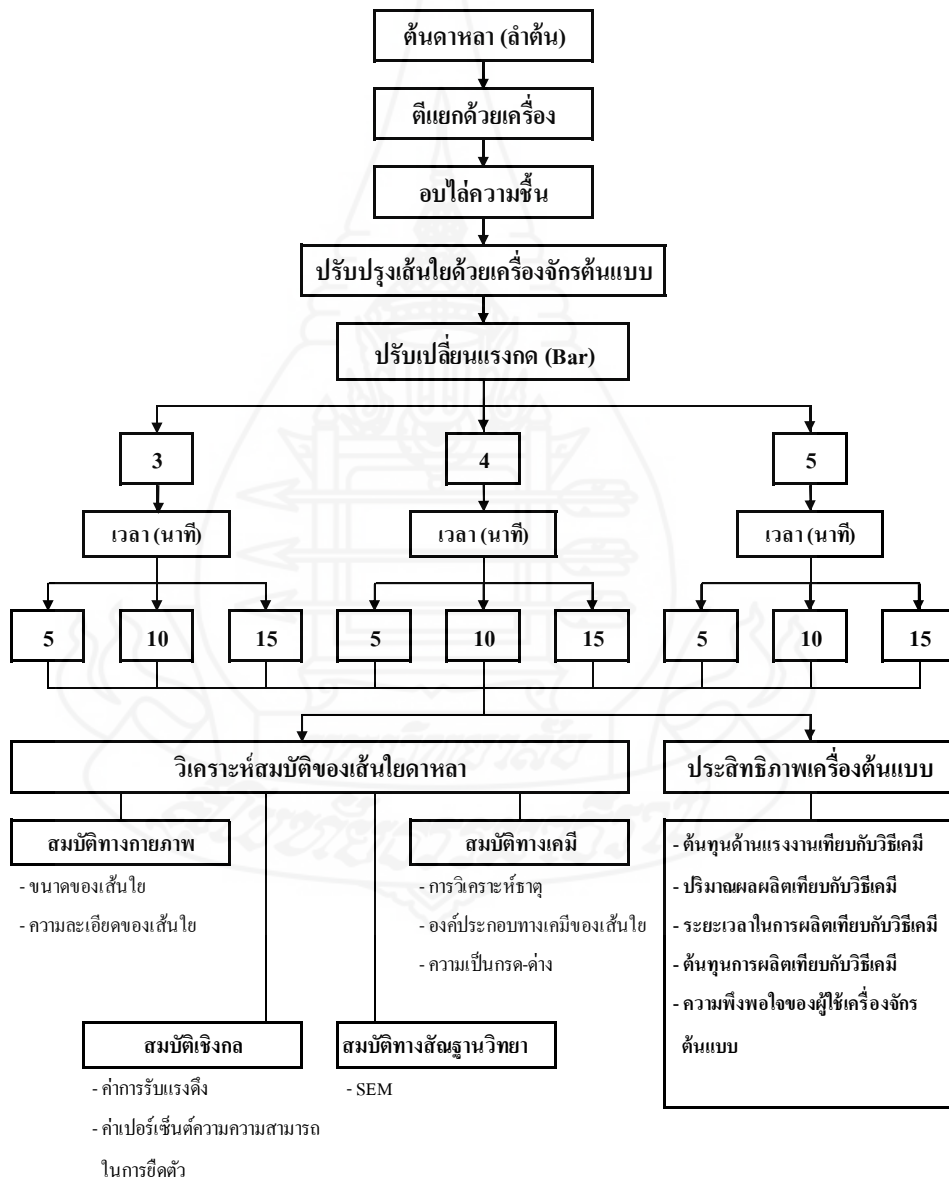 ต้นดาหลา (ลำต้น)
ตีแยกด้วยเครื่อง
อบไล่ความชื้น
ปรับปรุงเส้นใยด้วยเครื่องจักรต้นแบบ
ปรับเปลี่ยนแรงกด (Bar)
3 4 5
เวลา (นาที) เวลา (นาที) เวลา (นาที)
5 10 15 5 10 15 5 10 15
วิเคราะห์สมบัติของเส้นใยดาหลา
สมบัติทางกายภาพ
- ขนาดของเส้นใย
- ความละเอียดของเส้นใย
สมบัติทางเคมี
- การวิเคราะห์ธาตุ
- องค์ประกอบทางเคมีของเส้นใย
- ความเป็นกรด-ด่าง
สมบัติเชิงกล
- ค่าการรับแรงดึง
- ค่าเปอร์เซ็นต์ความความสามารถ
ในการยืดตัว
สมบัติทางสัณฐานวิทยา
- SEM
ประสิทธิภาพเครื่องต้นแบบ
- ต้นทุนด้านแรงงานเทียบกับวิธีเคมี
- ปริมาณผลผลิตเทียบกับวิธีเคมี
- ระยะเวลาในการผลิตเทียบกับวิธีเคมี
- ต้นทุนการผลิตเทียบกับวิธีเคมี
- ความพึงพอใจของผู้ใช้เครื่องจักร
ต้นแบบ